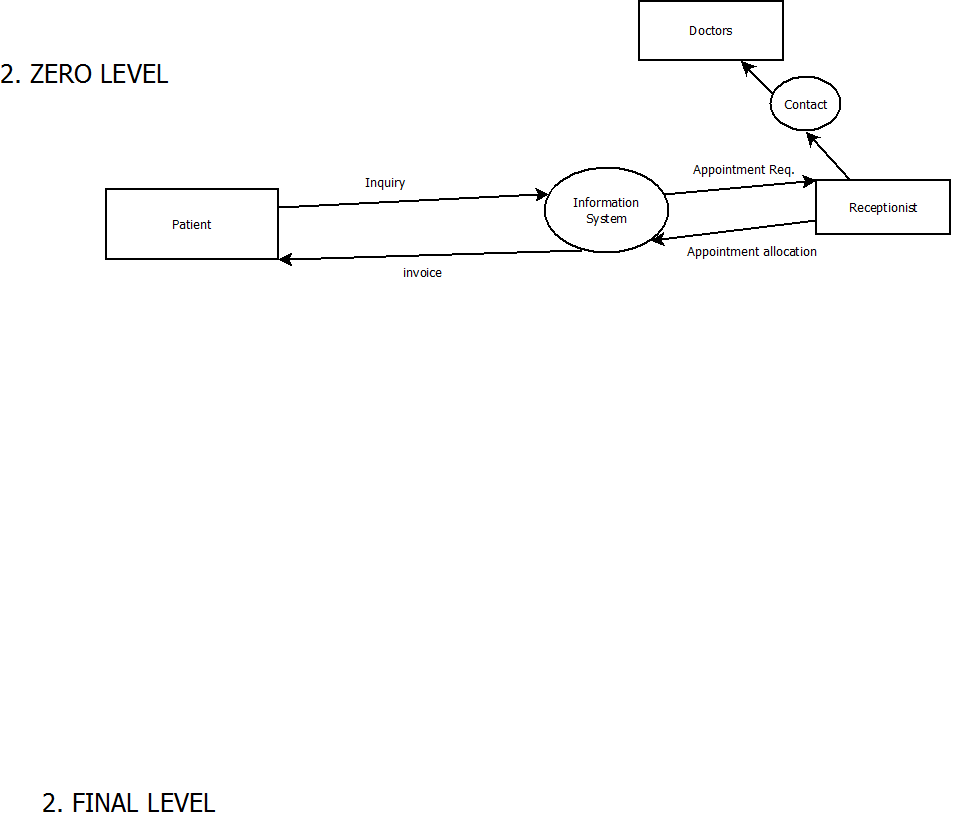 Doctors
2. ZERO LEVEL
Contact
Appointment Req.
Inquiry
Information
System
Receptionist
Patient
Appointment allocation
invoice
2. FINAL LEVEL